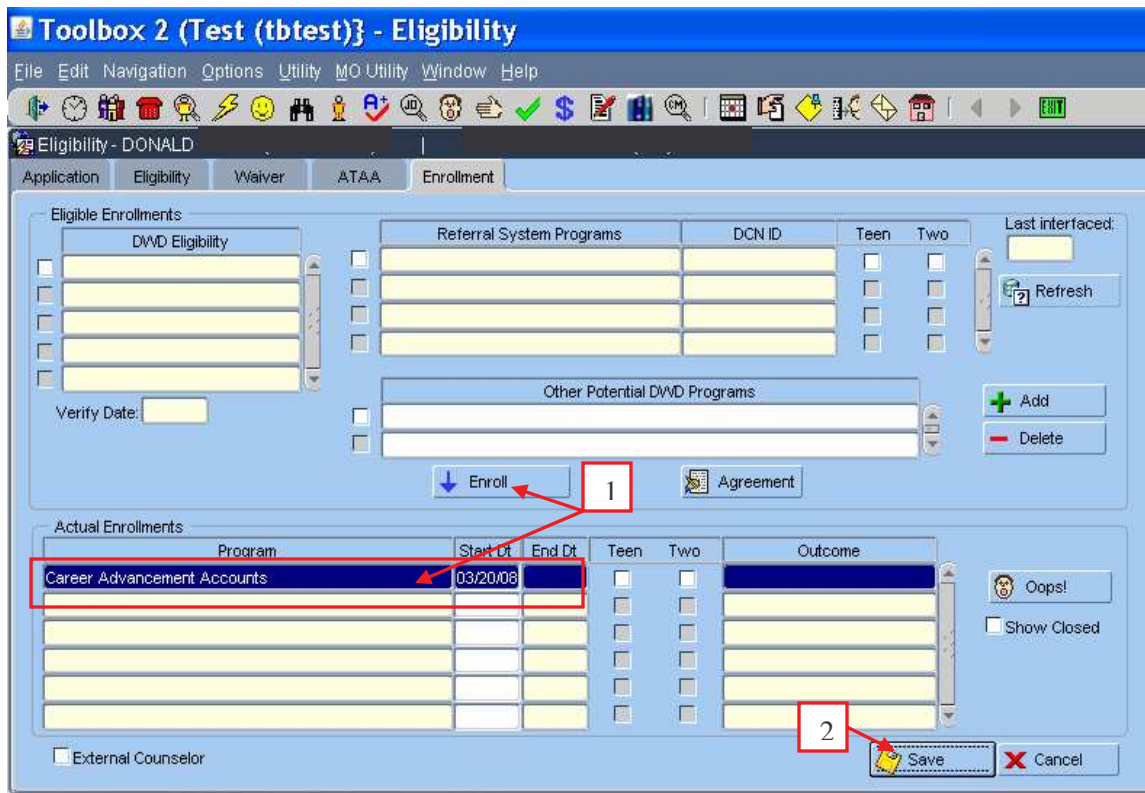 Toolbox 2 (Test (tbtest)} - Eligibility
File Edit Navigation Options Utility MO Utility Window Help
EXIT
Eligibility - DONALD
Application Eligibility Waiver ATAA Enrollment
Eligible Enrollments
DWD Eligibility Referral System Programs DCN ID Teen Two Last interfaced:
Refresh
Other Potential DWD Programs
Verify Date: Add
Delete
Enroll 1 Agreement
Actual Enrollments
Program Start Dt End Dt Teen Two Outcome
Career Advancement Accounts 03/20/08
Oops!
Show Closed
2
External Counselor Save Cancel